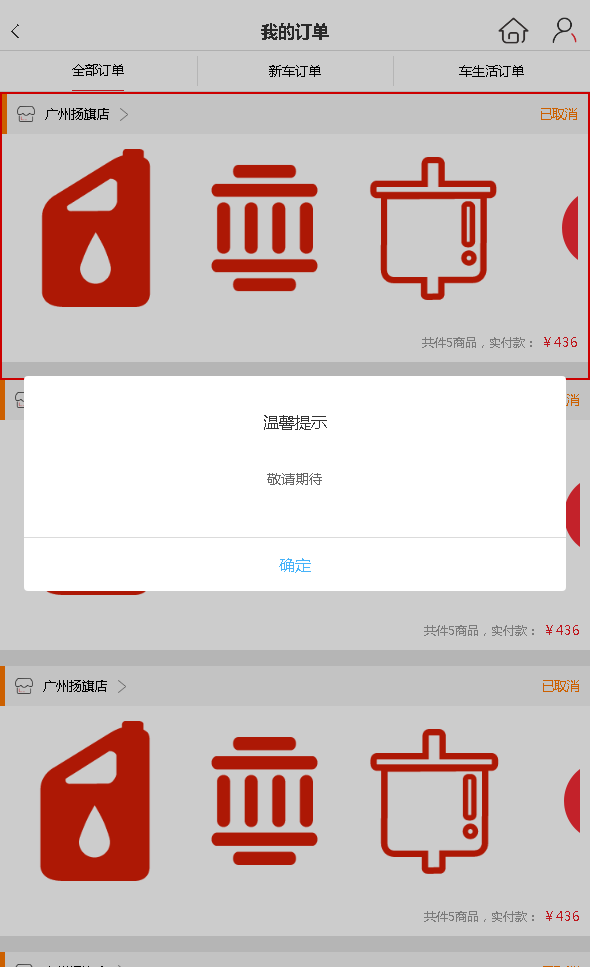 我的订单
全部订单
新车订单
车生活订单
广州扬旗店
已取消
共件5商品，实付款： ￥436
消
温馨提示
敬请期待
确定
共件5商品，实付款： ￥436
广州扬旗店
已取消
共件5商品，实付款： ￥436